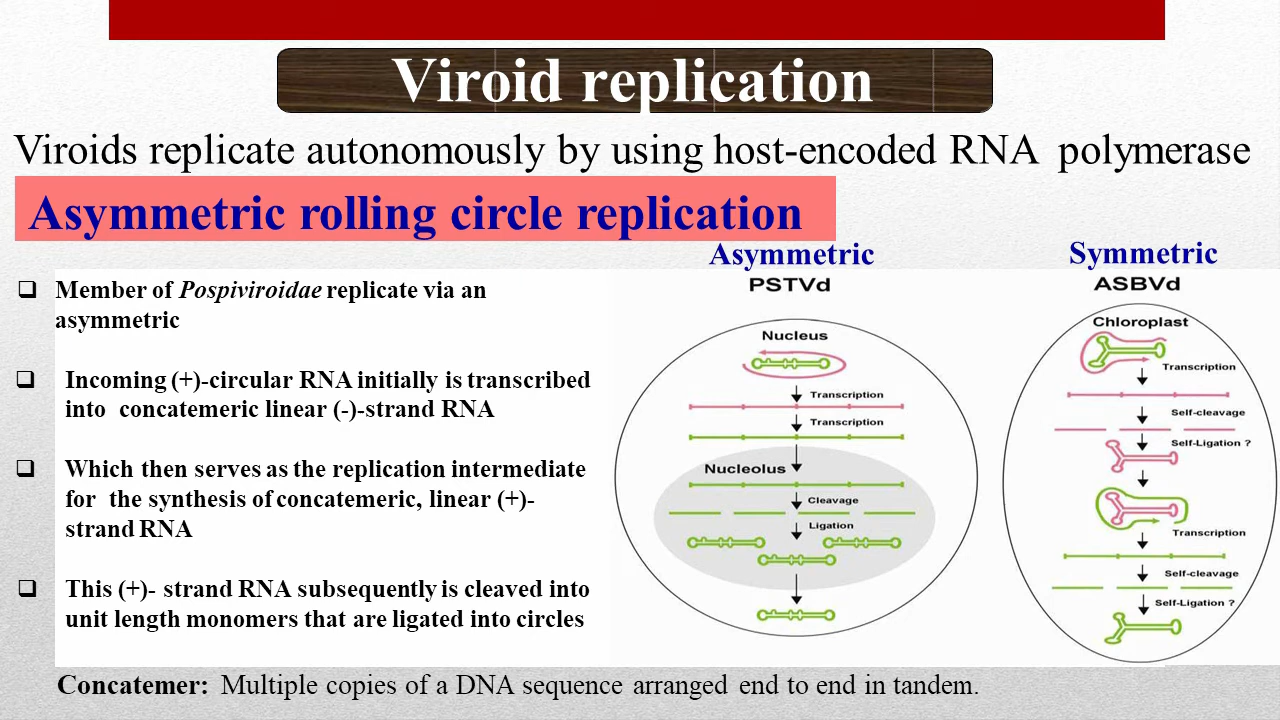 Viroid replication
Viroids replicate autonomously by using host-encoded RNA polymerase
Asymmetric rolling circle replication
❑ Member of Pospiviroidae replicate via an
asymmetric
❑ Incoming (+)-circular RNA initially is transcribed
into concatemeric linear (-)-strand RNA
❑ Which then serves as the replication intermediate
for the synthesis of concatemeric, linear (+)-
strand RNA
❑ This (+)- strand RNA subsequently is cleaved into
unit length monomers that are ligated into circles
Asymmetric
PSTVd
Nucleus
Transcription
Transcription
Nucleolus
Cleavage
Ligation
Symmetric
ASBVd
Chloroplast
Transcription
Self-cleavage
Self-Ligation ?
Transcription
Self-cleavage
Self-Ligation ?
Concatemer: Multiple copies of a DNA sequence arranged end to end in tandem.